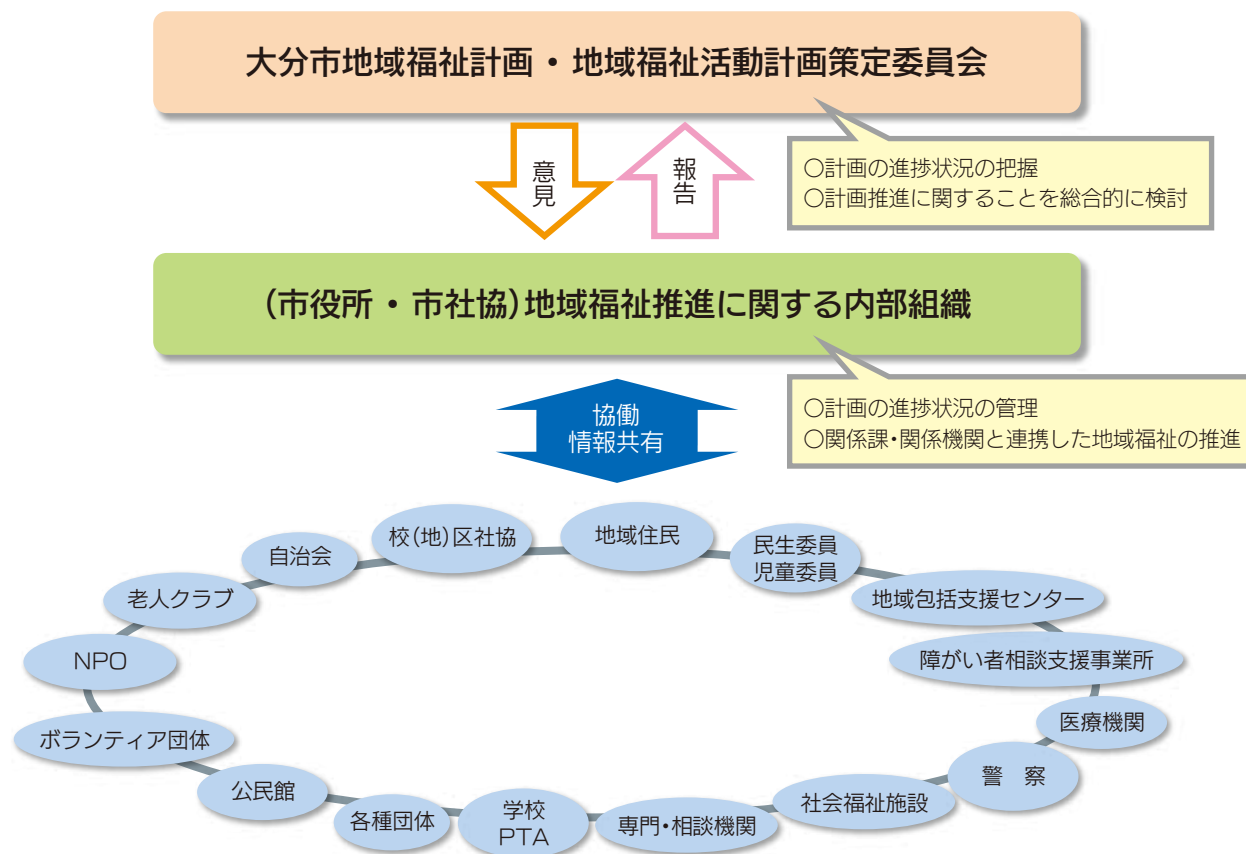 大分市地域福祉計画・地域福祉活動計画策定委員会
意見
報告
○計画の進捗状況の把握
○計画推進に関することを総合的に検討
(市役所・市社協)地域福祉推進に関する内部組織
○計画の進捗状況の管理
○関係課・関係機関と連携した地域福祉の推進
協働
情報共有
地域住民
民生委員
児童委員
地域包括支援センター
障がい者相談支援事業所
医療機関
警　察
社会福祉施設
専門・相談機関
学校
PTA
各種団体
公民館
ボランティア団体
NPO
老人クラブ
自治会
校(地)区社協